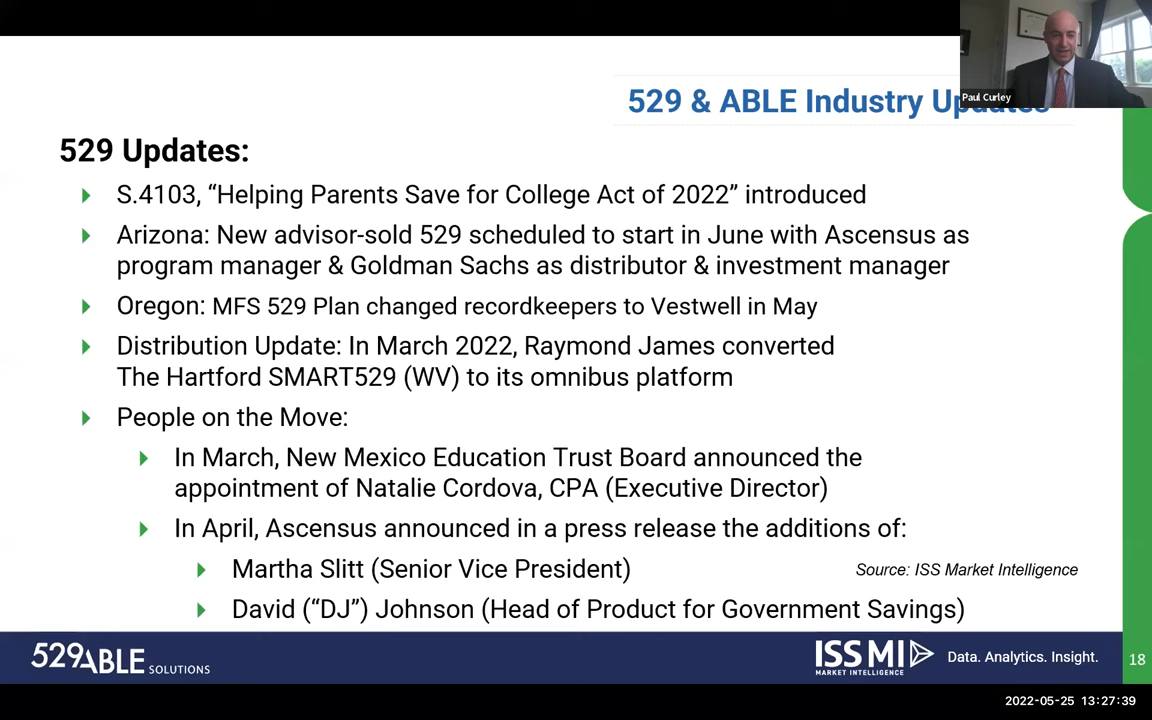 529 & ABLE Industry Updates
Paul Curley
529 Updates:
S.4103, “Helping Parents Save for College Act of 2022” introduced
Arizona: New advisor-sold 529 scheduled to start in June with Ascensus as
program manager & Goldman Sachs as distributor & investment manager
Oregon: MFS 529 Plan changed recordkeepers to Vestwell in May
Distribution Update: In March 2022, Raymond James converted
The Hartford SMART529 (WV) to its omnibus platform
People on the Move:
In March, New Mexico Education Trust Board announced the
appointment of Natalie Cordova, CPA (Executive Director)
In April, Ascensus announced in a press release the additions of:
Martha Slitt (Senior Vice President)
Source: ISS Market Intelligence
David (“DJ”) Johnson (Head of Product for Government Savings)
529ABLE SOLUTIONS
ISS MI
MARKET INTELLIGENCE
Data. Analytics. Insight.
18
2022-05-25 13:27:39